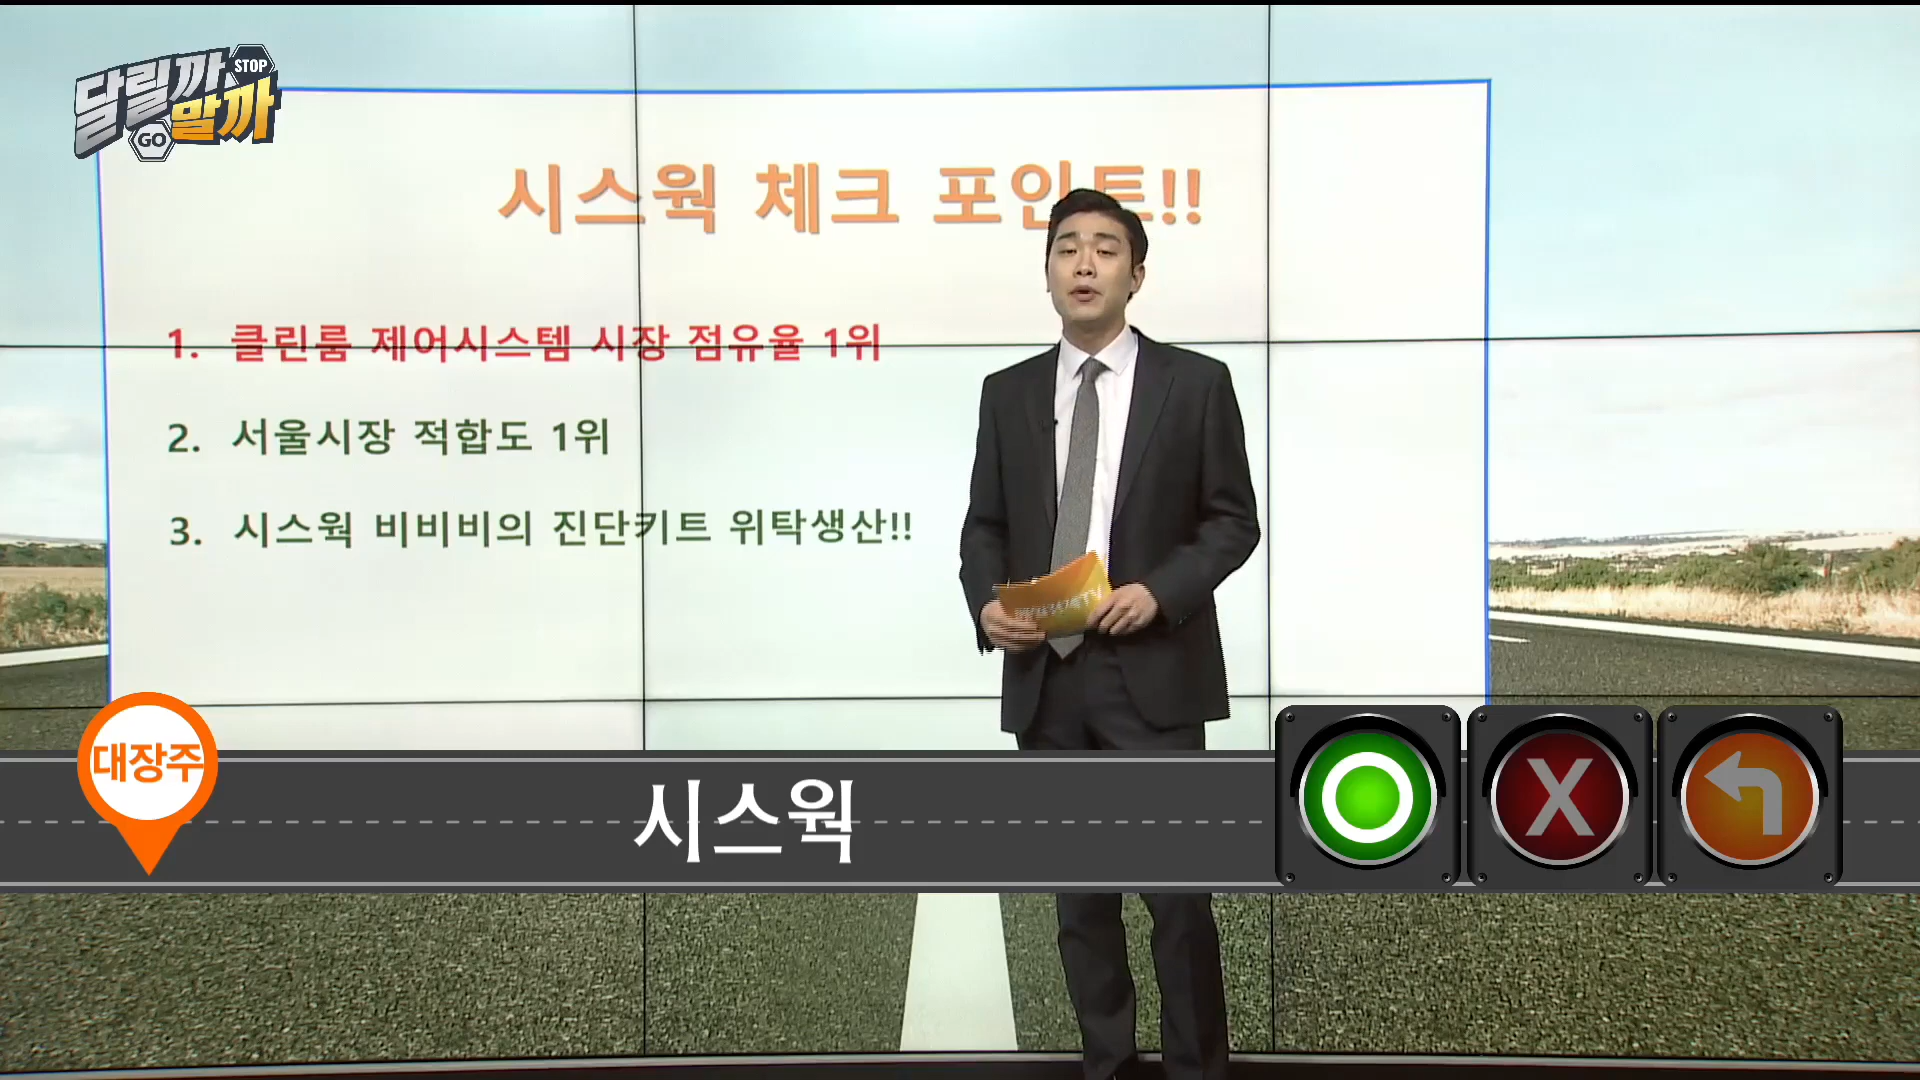 달릴까 STOP
GO 말까
시스웍 체크 포인트!!
1. 클린룸 제어시스템 시장 점유율 1위
2. 서울시장 적합도 1위
3. 시스웍 비비비의 진단키트 위탁생산!!
대장주
시스웍
X